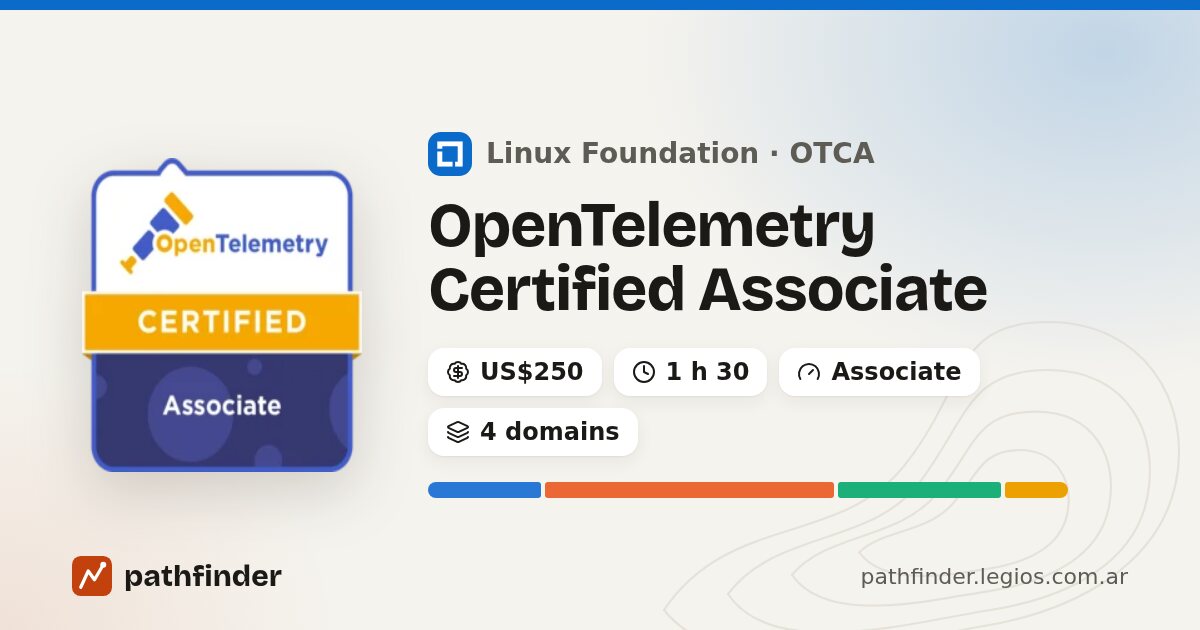 OpenTelemetry
CERTIFIED
Associate
Linux Foundation · OTCA
OpenTelemetry
Certified Associate
US$250
1 h 30
Associate
4 domains
pathfinder
pathfinder.legios.com.ar